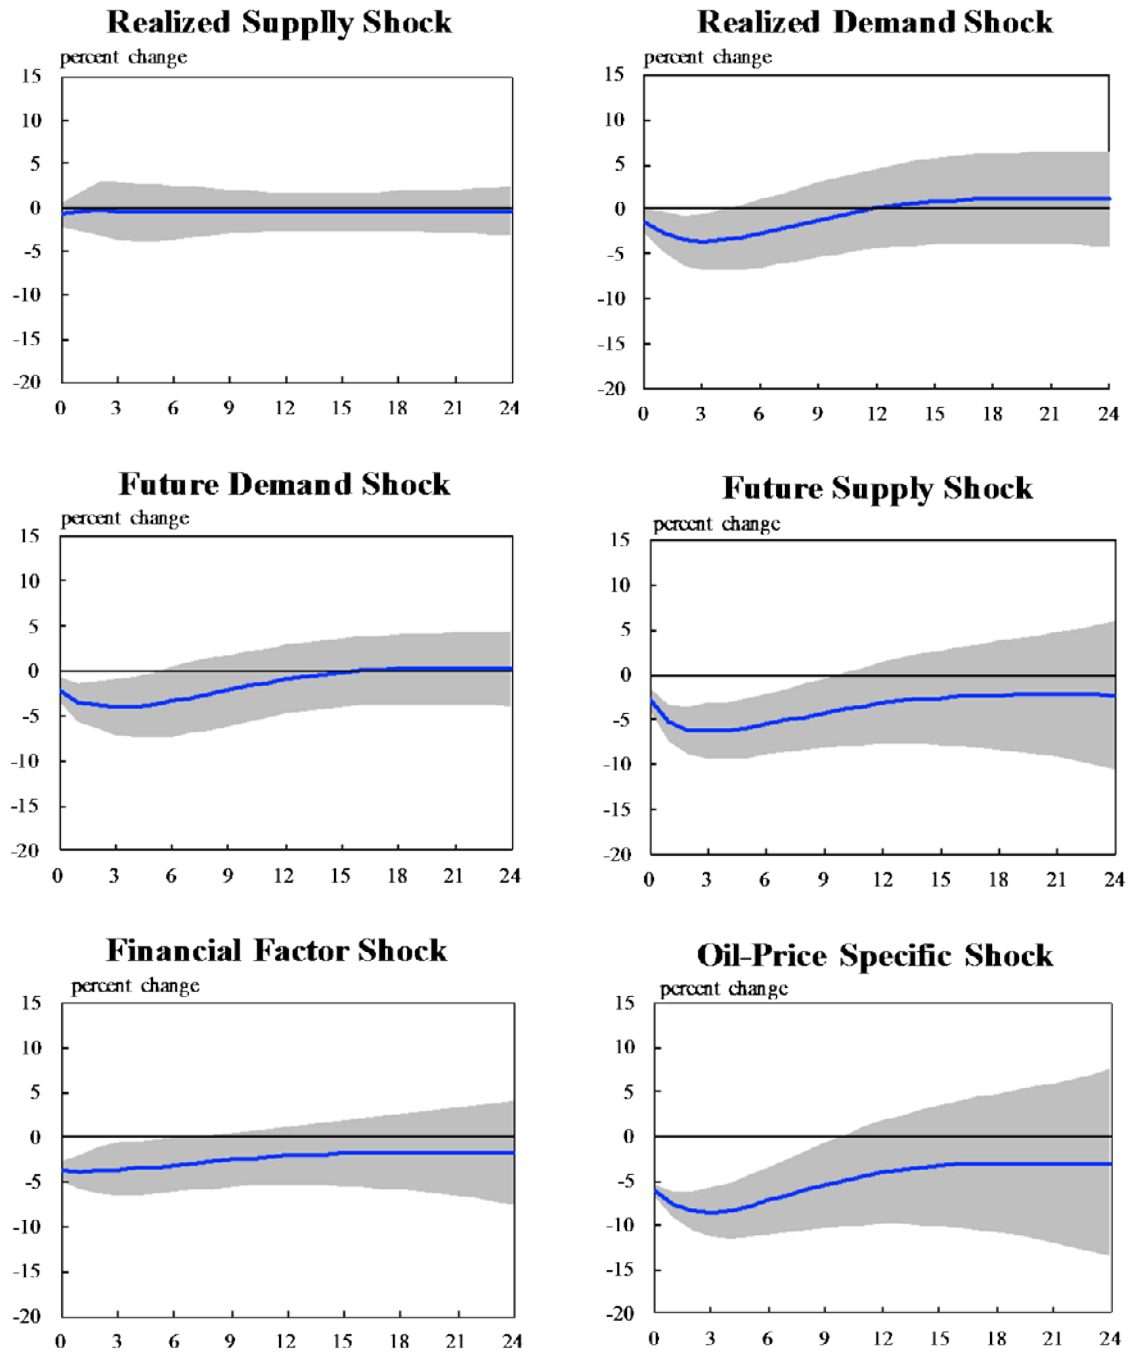 Realized Supplly Shock
percent change
15
10
5
0
-5
-10
-15
-20
0 3 6 9 12 15 18 21 24
Realized Demand Shock
percent change
15
10
5
0
-5
-10
-15
-20
0 3 6 9 12 15 18 21 24
Future Demand Shock
percent change
15
10
5
0
-5
-10
-15
-20
0 3 6 9 12 15 18 21 24
Future Supply Shock
percent change
15
10
5
0
-5
-10
-15
-20
0 3 6 9 12 15 18 21 24
Financial Factor Shock
percent change
15
10
5
0
-5
-10
-15
-20
0 3 6 9 12 15 18 21 24
Oil-Price Specific Shock
percent change
15
10
5
0
-5
-10
-15
-20
0 3 6 9 12 15 18 21 24